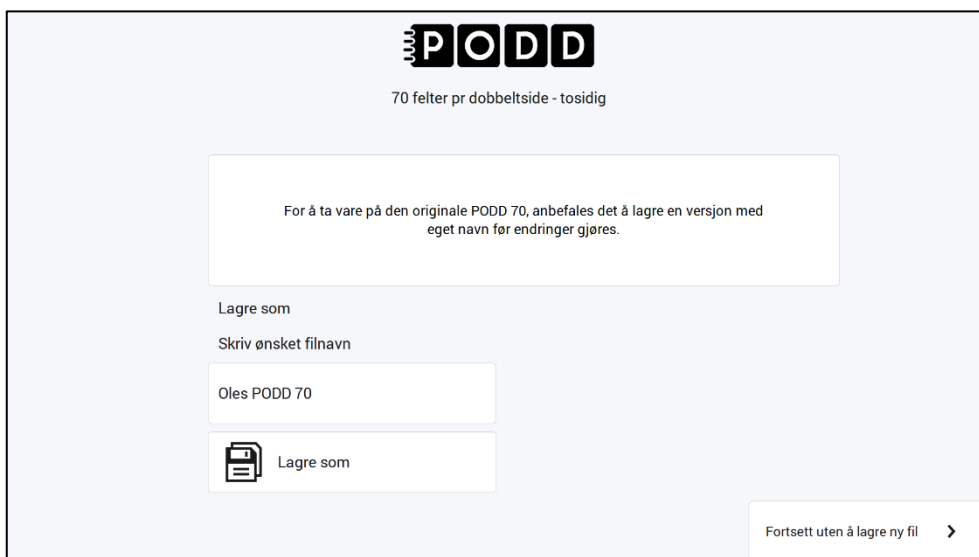 PODD
70 felter pr dobbeltside - tosidig
For å ta vare på den originale PODD 70, anbefales det å lagre en versjon med
eget navn før endringer gjøres.
Lagre som
Skriv ønsket filnavn
Oles PODD 70
Lagre som
Fortsett uten å lagre ny fil